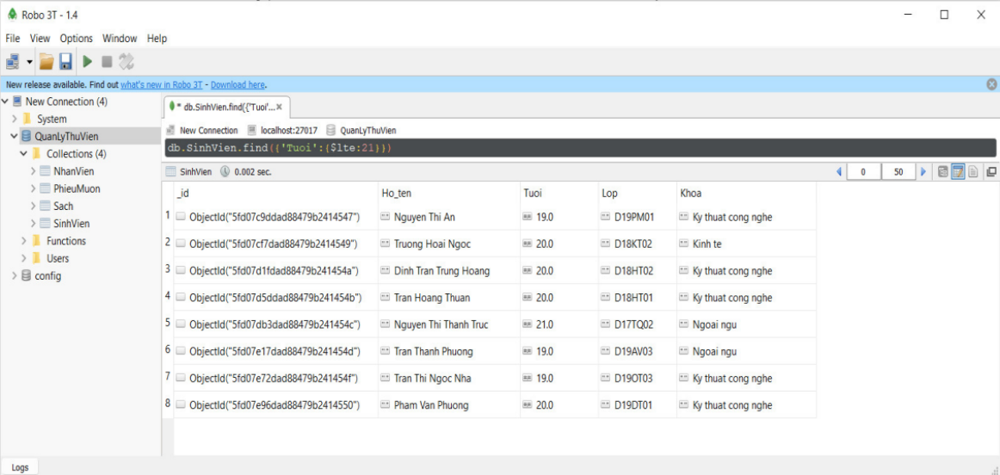 Robo 3T - 1.4
File View Options Window Help
New release available. Find out what's new in Robo 3T - Download here.
New Connection (4)
System
QuanLyThuVien
Collections (4)
NhanVien
PhieuMuon
Sach
SinhVien
Functions
Users
config
* db.SinhVien.find({'Tuoi'...
New Connection localhost:27017 QuanLyThuVien
db.SinhVien.find({'Tuoi':{$lte:21}})
SinhVien 0.002 sec. 0 50
_id Ho_ten Tuoi Lop Khoa
1 ObjectId("5fd07c9ddad88479b2414547") Nguyen Thi An 19.0 D19PM01 Ky thuat cong nghe
2 ObjectId("5fd07cf7dad88479b2414549") Truong Hoai Ngoc 20.0 D18KT02 Kinh te
3 ObjectId("5fd07d1fdad88479b241454a") Dinh Tran Trung Hoang 20.0 D18HT02 Ky thuat cong nghe
4 ObjectId("5fd07d5ddad88479b241454b") Tran Hoang Thuan 20.0 D18HT01 Ky thuat cong nghe
5 ObjectId("5fd07db3dad88479b241454c") Nguyen Thi Thanh Truc 21.0 D17TQ02 Ngoai ngu
6 ObjectId("5fd07e17dad88479b241454d") Tran Thanh Phuong 19.0 D19AV03 Ngoai ngu
7 ObjectId("5fd07e72dad88479b241454f") Tran Thi Ngoc Nha 19.0 D19OT03 Ky thuat cong nghe
8 ObjectId("5fd07e96dad88479b2414550") Pham Van Phuong 20.0 D19DT01 Ky thuat cong nghe
Logs